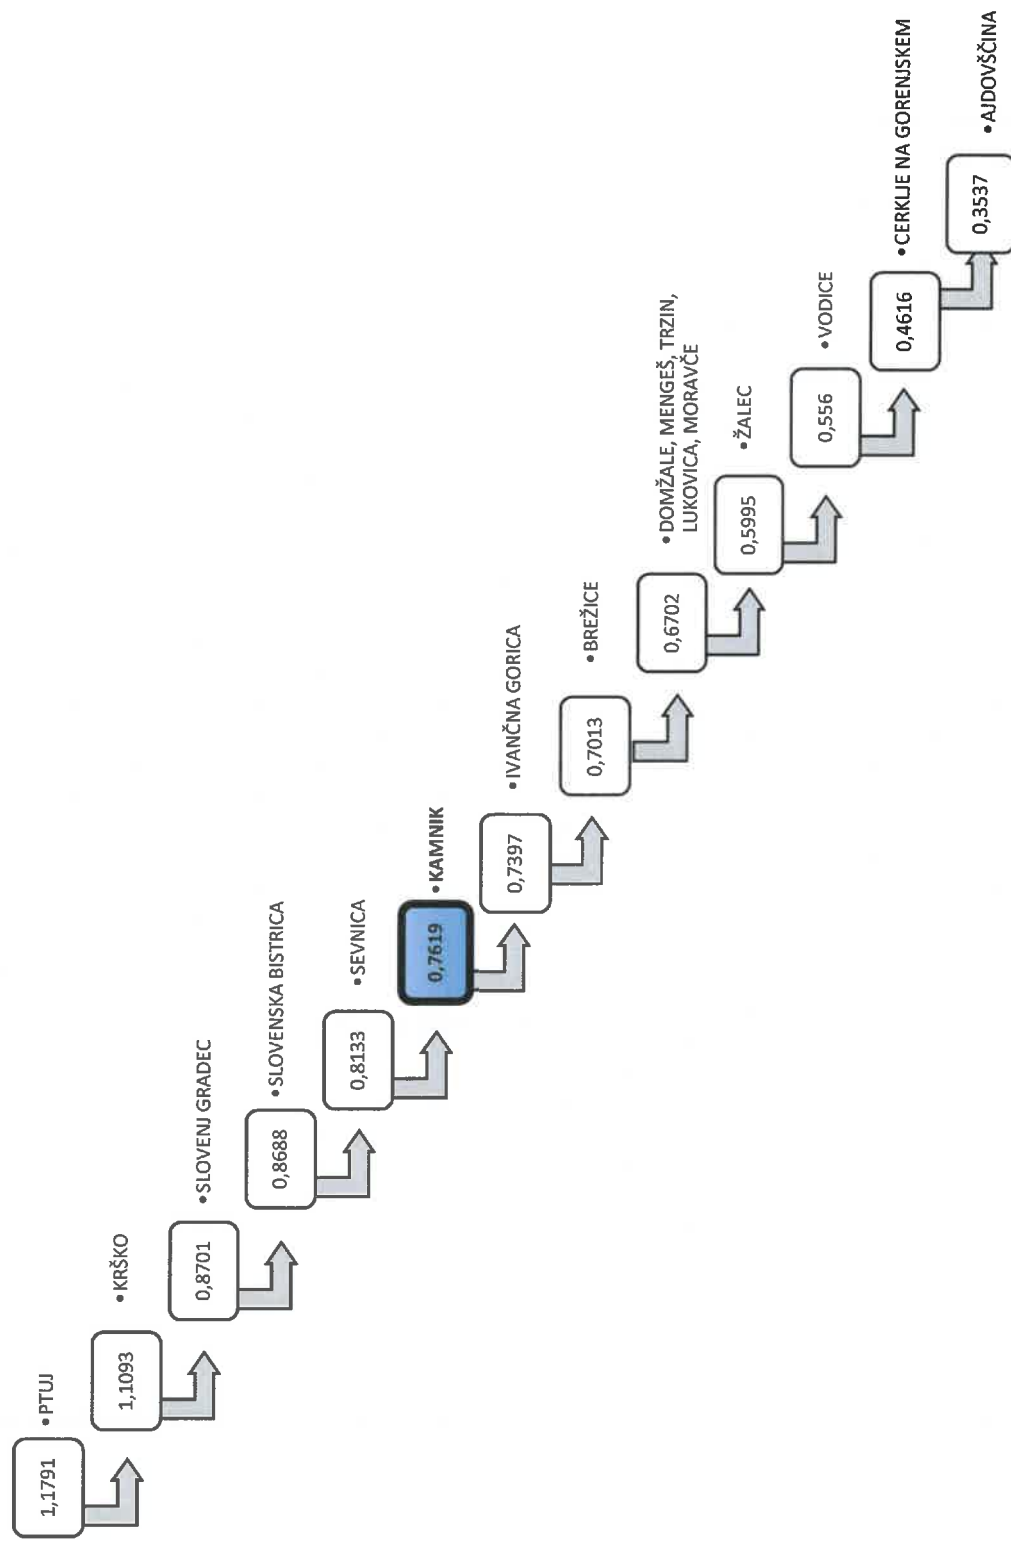 1,1791
• PTUJ
1,1093
• KRŠKO
0,8701
• SLOVENJ GRADEC
0,8688
• SLOVENSKA BISTRICA
0,8133
• SEVNICA
0,7619
• KAMNIK
0,7397
• IVANČNA GORICA
0,7013
• BREŽICE
0,6702
• DOMŽALE, MENGEŠ, TRZIN,
LUKOVICA, MORAVČE
0,5995
• ŽALEC
0,556
• VODICE
0,4616
• CERKLJE NA GORENJSKEM
0,3537
• AJDOVŠČINA